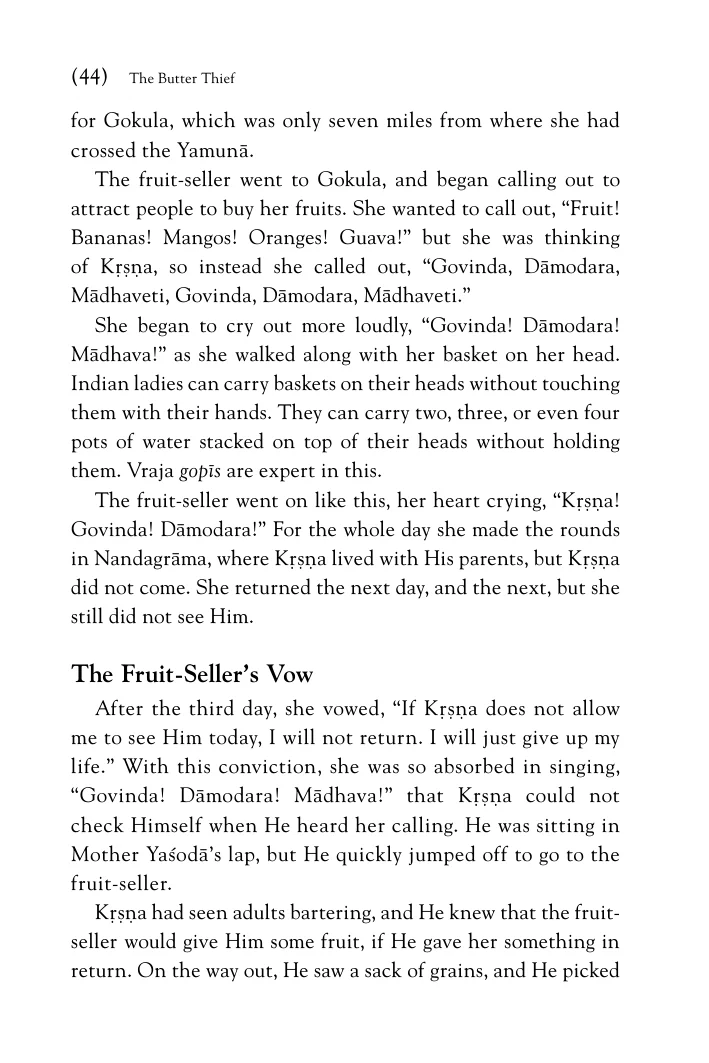 (44) The Butter Thief
for Gokula, which was only seven miles from where she had
crossed the Yamunā.
The fruit-seller went to Gokula, and began calling out to
attract people to buy her fruits. She wanted to call out, “Fruit!
Bananas! Mangos! Oranges! Guava!” but she was thinking
of Kṛṣṇa, so instead she called out, “Govinda, Dāmodara,
Mādhaveti, Govinda, Dāmodara, Mādhaveti.”
She began to cry out more loudly, “Govinda! Dāmodara!
Mādhava!” as she walked along with her basket on her head.
Indian ladies can carry baskets on their heads without touching
them with their hands. They can carry two, three, or even four
pots of water stacked on top of their heads without holding
them. Vraja gopīs are expert in this.
The fruit-seller went on like this, her heart crying, “Kṛṣṇa!
Govinda! Dāmodara!” For the whole day she made the rounds
in Nandagrāma, where Kṛṣṇa lived with His parents, but Kṛṣṇa
did not come. She returned the next day, and the next, but she
still did not see Him.
The Fruit-Seller’s Vow
After the third day, she vowed, “If Kṛṣṇa does not allow
me to see Him today, I will not return. I will just give up my
life.” With this conviction, she was so absorbed in singing,
“Govinda! Dāmodara! Mādhava!” that Kṛṣṇa could not
check Himself when He heard her calling. He was sitting in
Mother Yaśodā’s lap, but He quickly jumped off to go to the
fruit-seller.
Kṛṣṇa had seen adults bartering, and He knew that the fruit-
seller would give Him some fruit, if He gave her something in
return. On the way out, He saw a sack of grains, and He picked